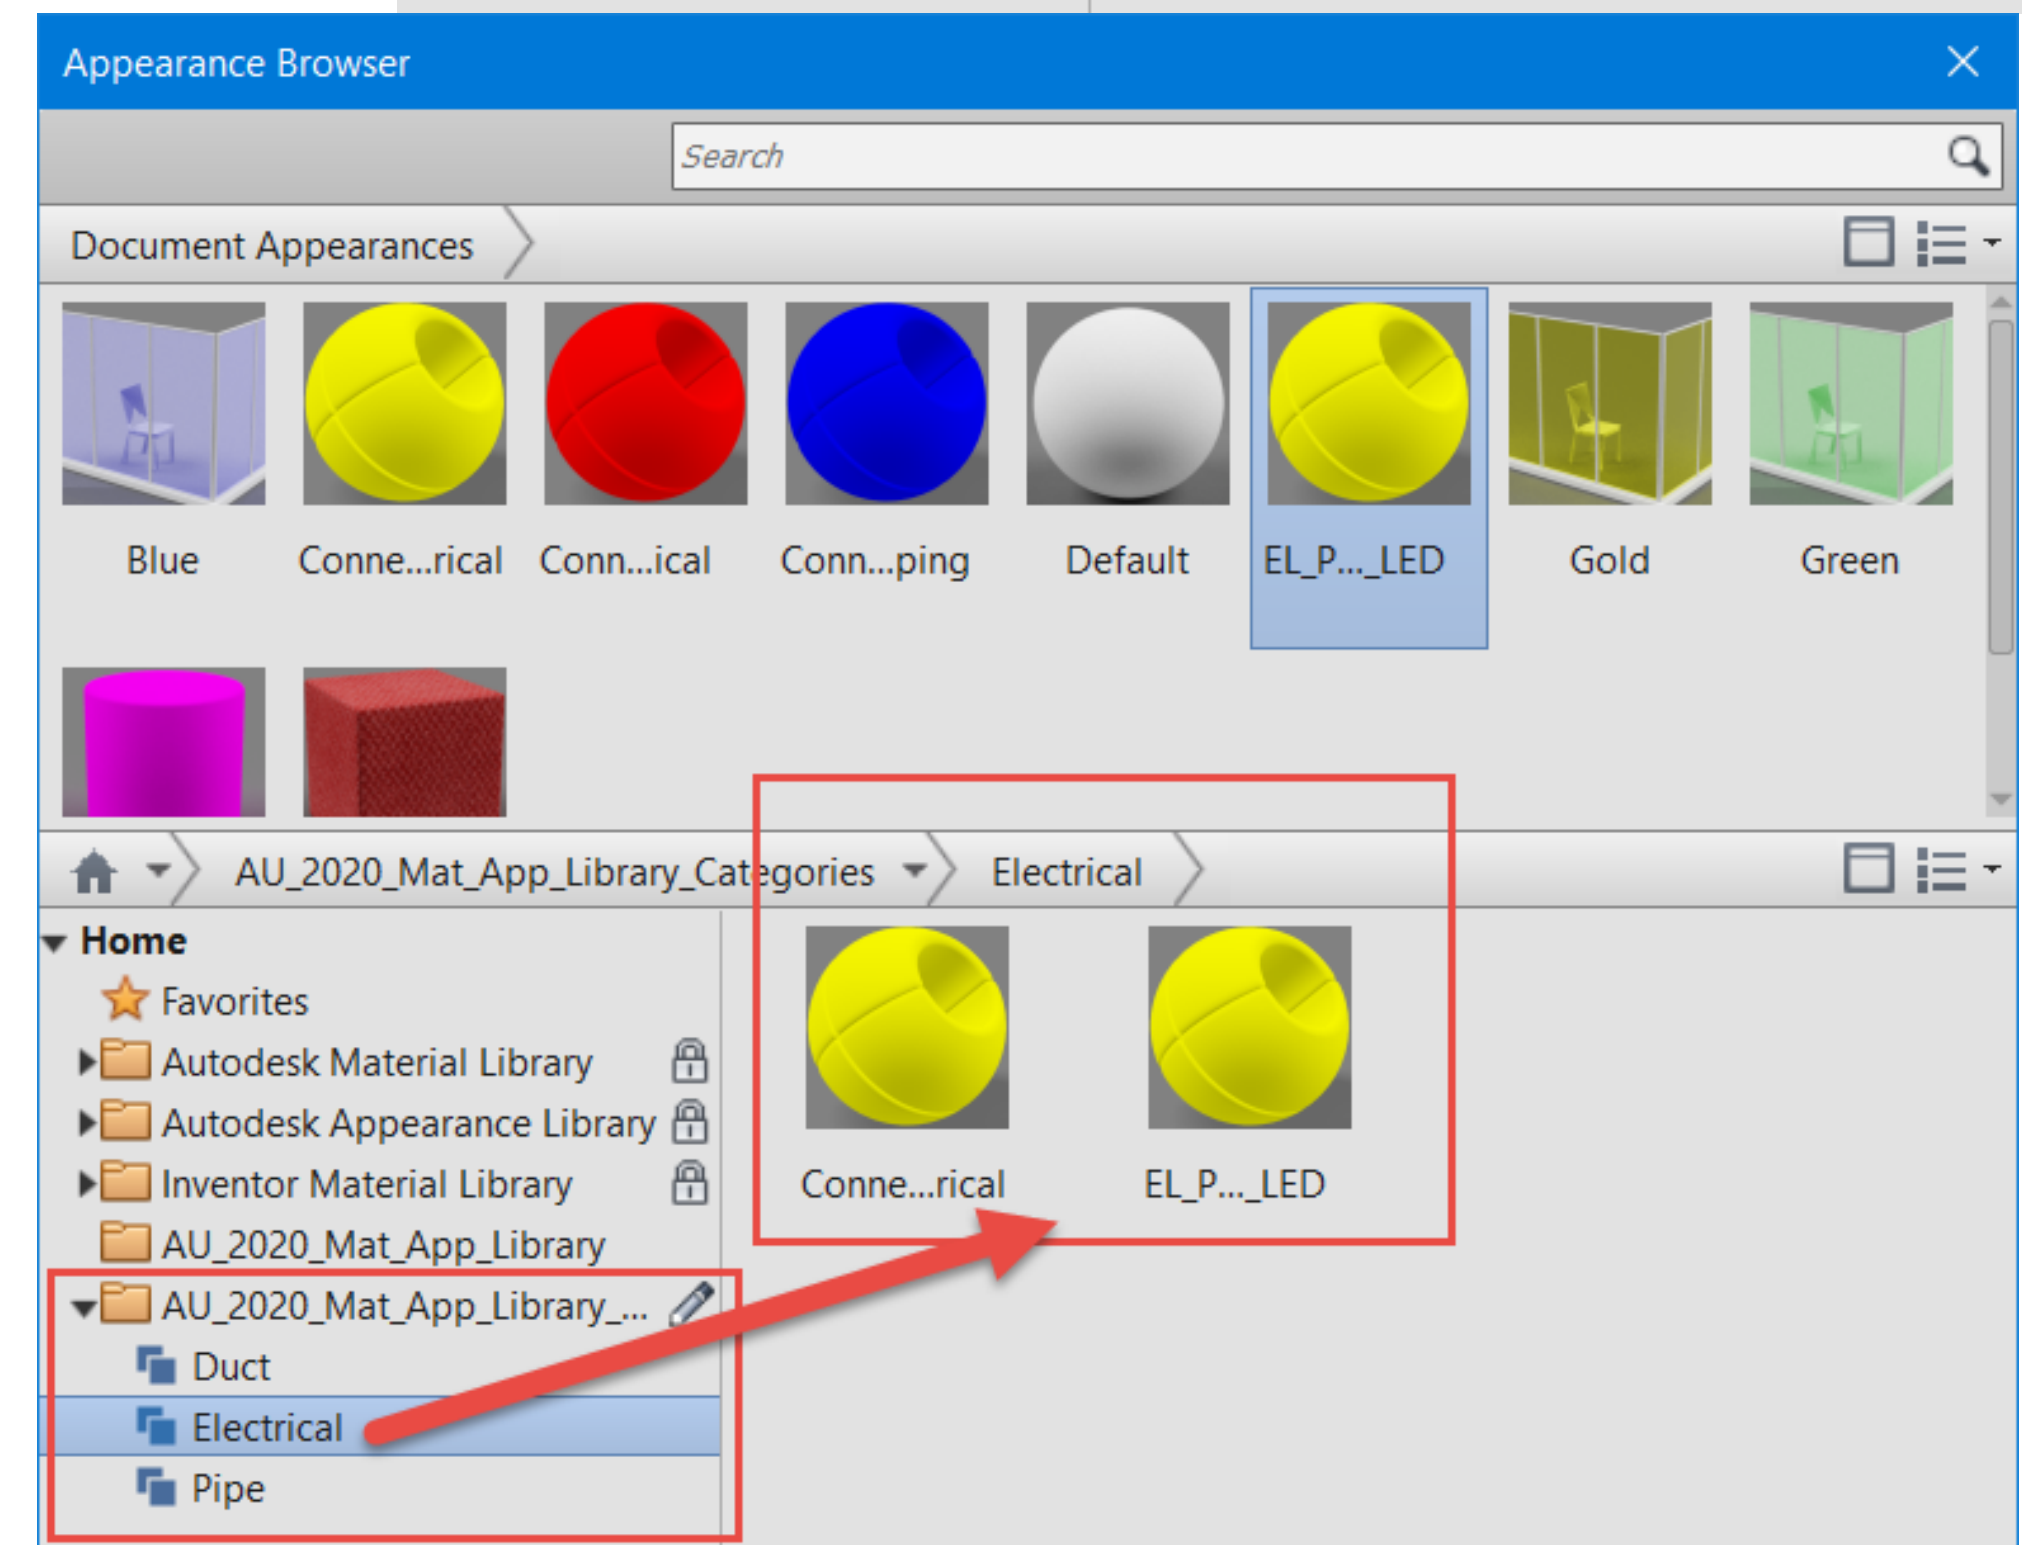 Appearance Browser
Search
Document Appearances
Blue
Conne...rical
Conn...ical
Conn...ping
Default
EL_P..._LED
Gold
Green
AU_2020_Mat_App_Library_Categories
Electrical
Home
Favorites
Autodesk Material Library
Autodesk Appearance Library
Inventor Material Library
AU_2020_Mat_App_Library
AU_2020_Mat_App_Library_...
Duct
Electrical
Pipe
Conne...rical
EL_P..._LED